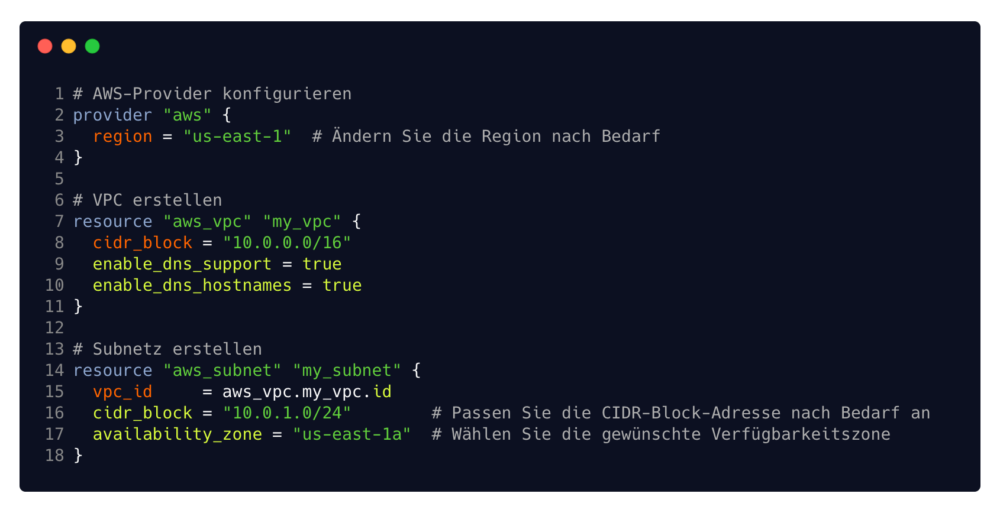 1 # AWS-Provider konfigurieren
2 provider "aws" {
3   region = "us-east-1"  # Ändern Sie die Region nach Bedarf
4 }
5
6 # VPC erstellen
7 resource "aws_vpc" "my_vpc" {
8   cidr_block = "10.0.0.0/16"
9   enable_dns_support = true
10   enable_dns_hostnames = true
11 }
12
13 # Subnetz erstellen
14 resource "aws_subnet" "my_subnet" {
15   vpc_id     = aws_vpc.my_vpc.id
16   cidr_block = "10.0.1.0/24"        # Passen Sie die CIDR-Block-Adresse nach Bedarf an
17   availability_zone = "us-east-1a"  # Wählen Sie die gewünschte Verfügbarkeitszone
18 }